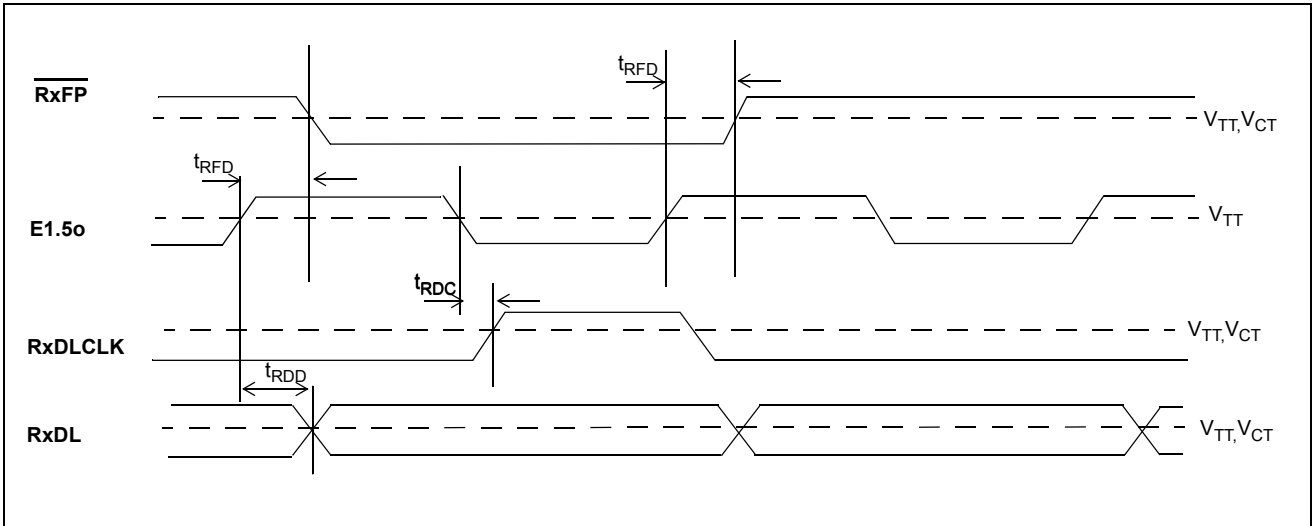 tRFD
RxFP
VTT,VCT
tRFD
VTT
E1.5o
tRDC
VTT,VCT
RxDLCLK
tRDD
RxDL
VTT,VCT